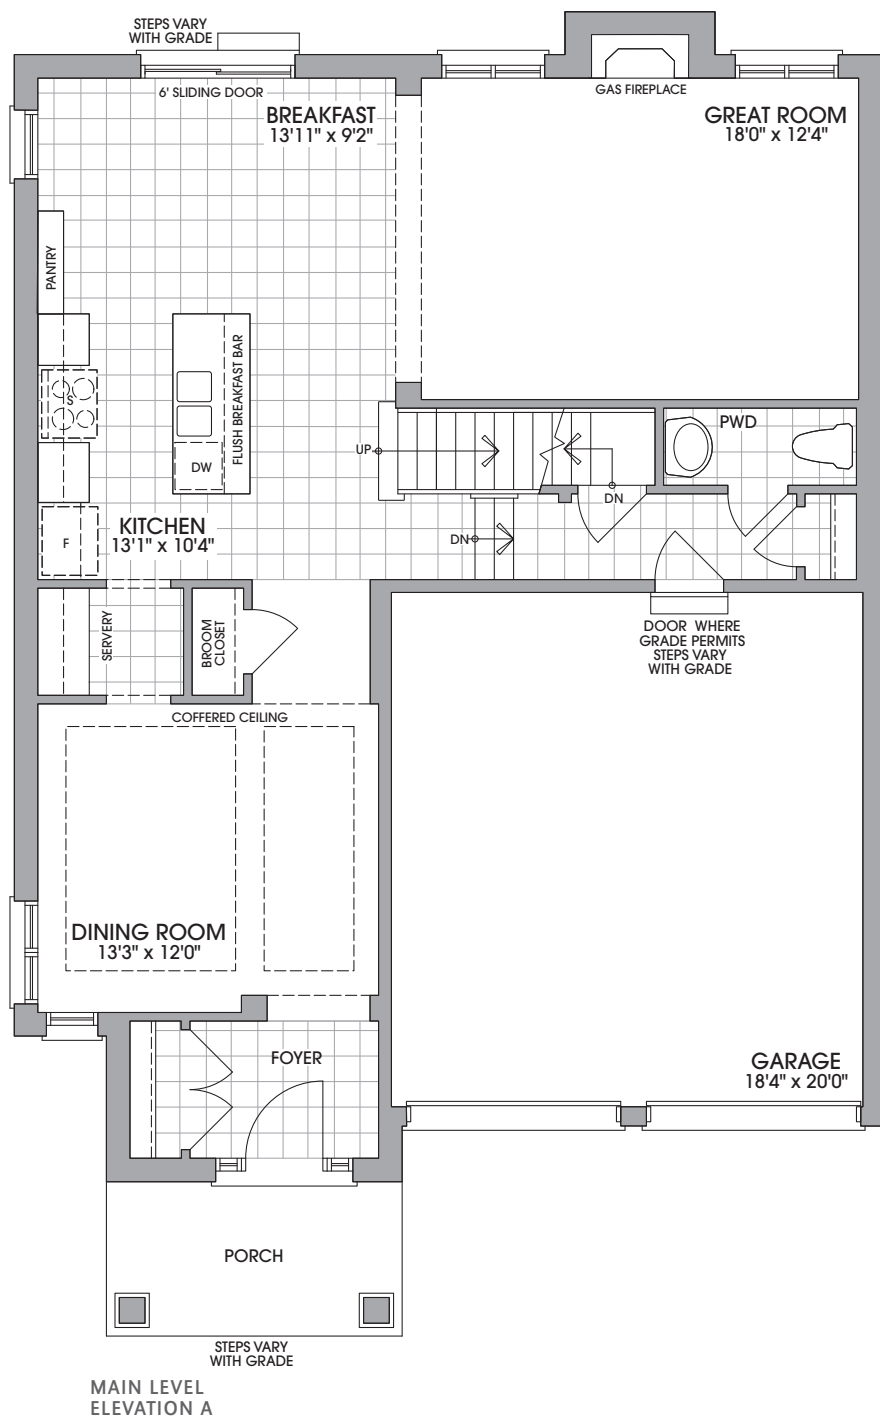 STEPS VARY
WITH GRADE
6' SLIDING DOOR
BREAKFAST
13'11" x 9'2"
GAS FIREPLACE
GREAT ROOM
18'0" x 12'4"
PANTRY
S
FLUSH BREAKFAST BAR
DW
UP
PWD
DN
DN
F
KITCHEN
13'1" x 10'4"
SERVERY
BROOM
CLOSET
DOOR WHERE
GRADE PERMITS
STEPS VARY
WITH GRADE
COFFERED CEILING
DINING ROOM
13'3" x 12'0"
FOYER
GARAGE
18'4" x 20'0"
PORCH
STEPS VARY
WITH GRADE
MAIN LEVEL
ELEVATION A